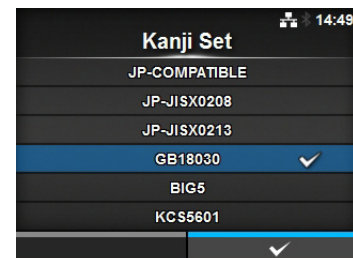 14:49
Kanji Set
JP-COMPATIBLE
JP-JISX0208
JP-JISX0213
GB18030
BIG5
KCS5601